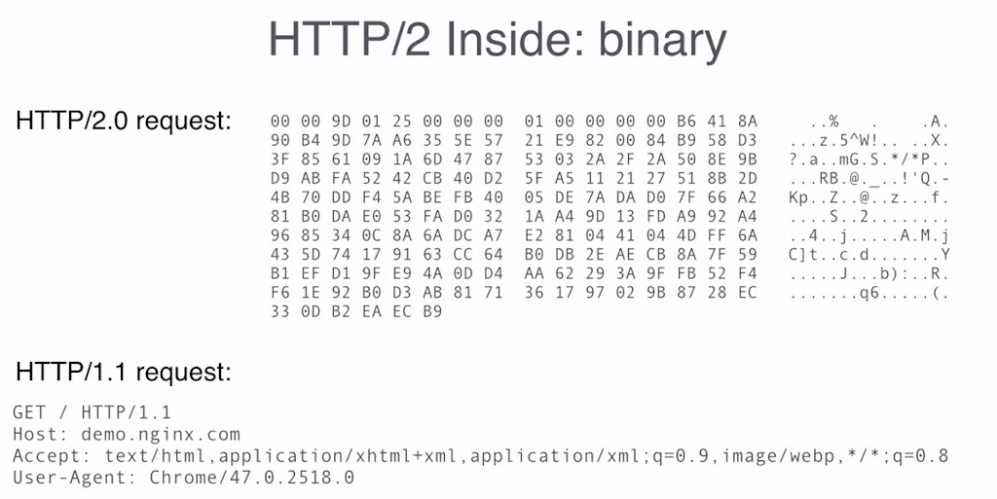 HTTP/2 Inside: binary
HTTP/2.0 request:
00 00 9D 01 25 00 00 00  01 00 00 00 00 B6 41 8A  ..%   .    .A.
90 B4 9D 7A A6 35 5E 57  21 E9 82 00 84 B9 58 D3  ...z.5^W!.. ..X.
3F 85 61 09 1A 6D 47 87  53 03 2A 2F 2A 50 8E 9B  ?.a..mG.S.*/*P..
D9 AB FA 52 42 CB 40 D2  5F A5 11 21 27 51 8B 2D  ...RB.@._..!'Q.-
4B 70 DD F4 5A BE FB 40  05 DE 7A DA D0 7F 66 A2  Kp..Z..@..z...f.
81 B0 DA E0 53 FA D0 32  1A A4 9D 13 FD A9 92 A4  ....S..2........
96 85 34 0C 8A 6A DC A7  E2 81 04 41 04 4D FF 6A  ..4..j.....A.M.j
43 5D 74 17 91 63 CC 64  B0 DB 2E AE CB 8A 7F 59  C]t..c.d.......Y
B1 EF D1 9F E9 4A 0D D4  AA 62 29 3A 9F FB 52 F4  .....J...b):..R.
F6 1E 92 B0 D3 AB 81 71  36 17 97 02 9B 87 28 EC  .......q6.....(.
33 0D B2 EA EC B9
HTTP/1.1 request:
GET / HTTP/1.1
Host: demo.nginx.com
Accept: text/html,application/xhtml+xml,application/xml;q=0.9,image/webp,*/*;q=0.8
User-Agent: Chrome/47.0.2518.0